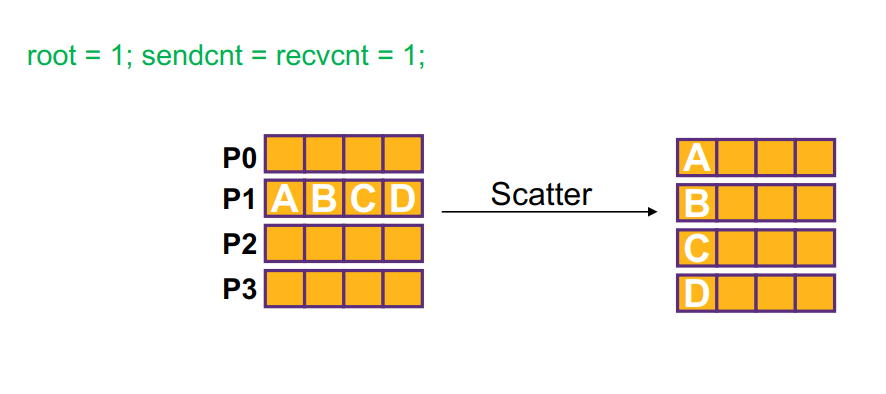 root = 1; sendcnt = recvcnt = 1;
P0
A
P1 A B C D
Scatter
B
P2
C
P3
D